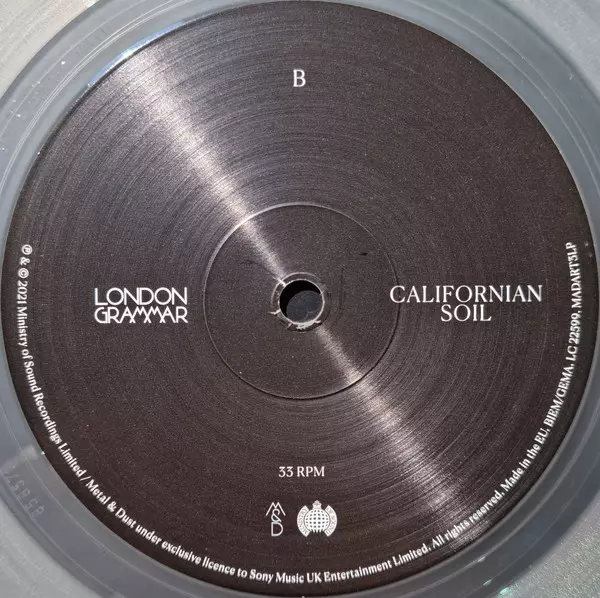 B
LONDON
GRAMMAR
CALIFORNIAN
SOIL
33 RPM
M
S
D
℗ & © 2021 Ministry of Sound Recordings Limited / Metal & Dust under exclusive licence to Sony Music UK Entertainment Limited. All rights reserved. Made in the EU. BIEM/GEMA. LC 22599. MADART3LP